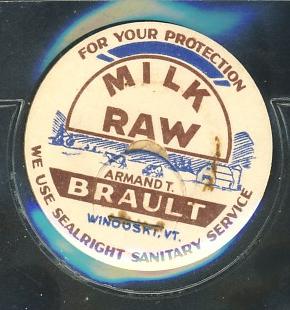 FOR YOUR PROTECTION
MILK
RAW
ARMAND T.
BRAULT
WINOOSKI, VT.
WE USE SEALRIGHT SANITARY SERVICE